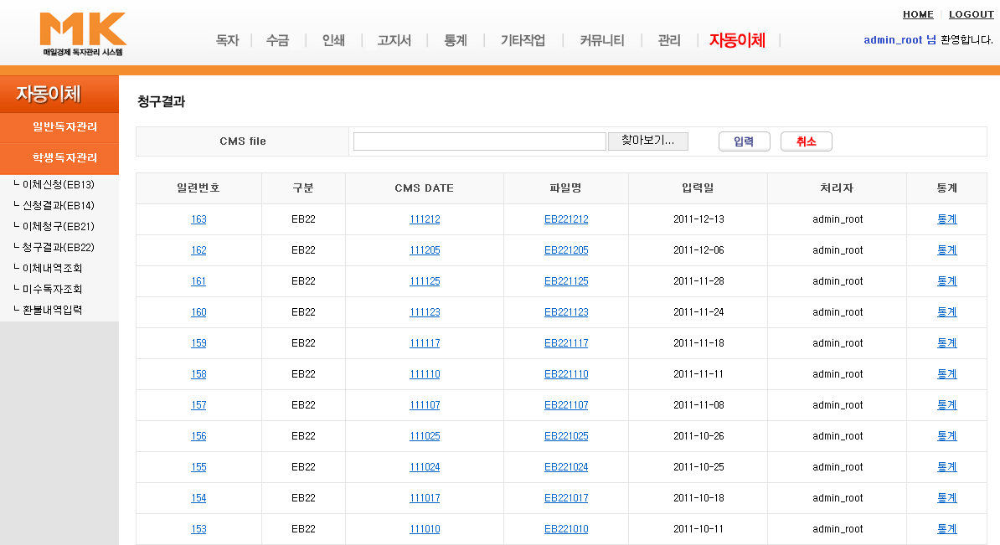 HOME | LOGOUT
MK
매일경제 독자관리 시스템
독자 | 수금 | 인쇄 | 고지서 | 통계 | 기타작업 | 커뮤니티 | 관리 | 자동이체 |
admin_root 님 환영합니다.
자동이체
일반독자관리
학생독자관리
└ 이체신청(EB13)
└ 신청결과(EB14)
└ 이체청구(EB21)
└ 청구결과(EB22)
└ 이체내역조회
└ 미수독자조회
└ 환불내역입력
청구결과
CMS file 찾아보기... 입력 취소
일련번호 구분 CMS DATE 파일명 입력일 처리자 통계
163 EB22 111212 EB221212 2011-12-13 admin_root 통계
162 EB22 111205 EB221205 2011-12-06 admin_root 통계
161 EB22 111125 EB221125 2011-11-28 admin_root 통계
160 EB22 111123 EB221123 2011-11-24 admin_root 통계
159 EB22 111117 EB221117 2011-11-18 admin_root 통계
158 EB22 111110 EB221110 2011-11-11 admin_root 통계
157 EB22 111107 EB221107 2011-11-08 admin_root 통계
156 EB22 111025 EB221025 2011-10-26 admin_root 통계
155 EB22 111024 EB221024 2011-10-25 admin_root 통계
154 EB22 111017 EB221017 2011-10-18 admin_root 통계
153 EB22 111010 EB221010 2011-10-11 admin_root 통계